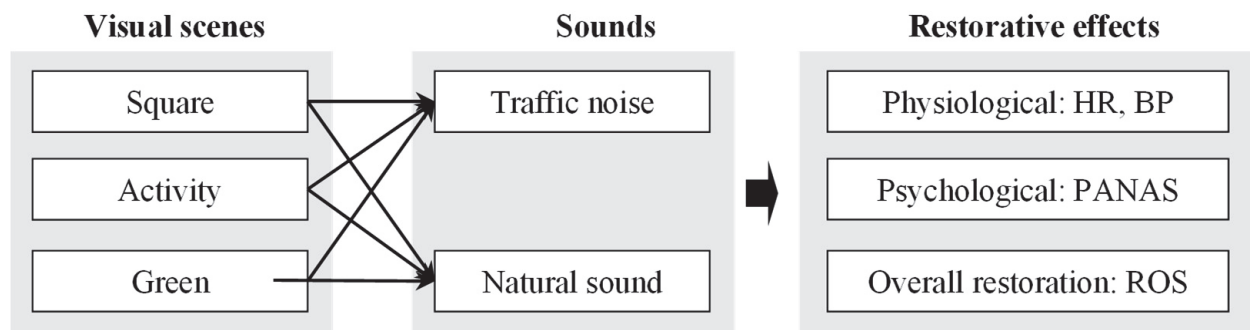 Visual scenes
Sounds
Restorative effects
Square
Traffic noise
Physiological: HR, BP
Activity
Psychological: PANAS
Green
Natural sound
Overall restoration: ROS